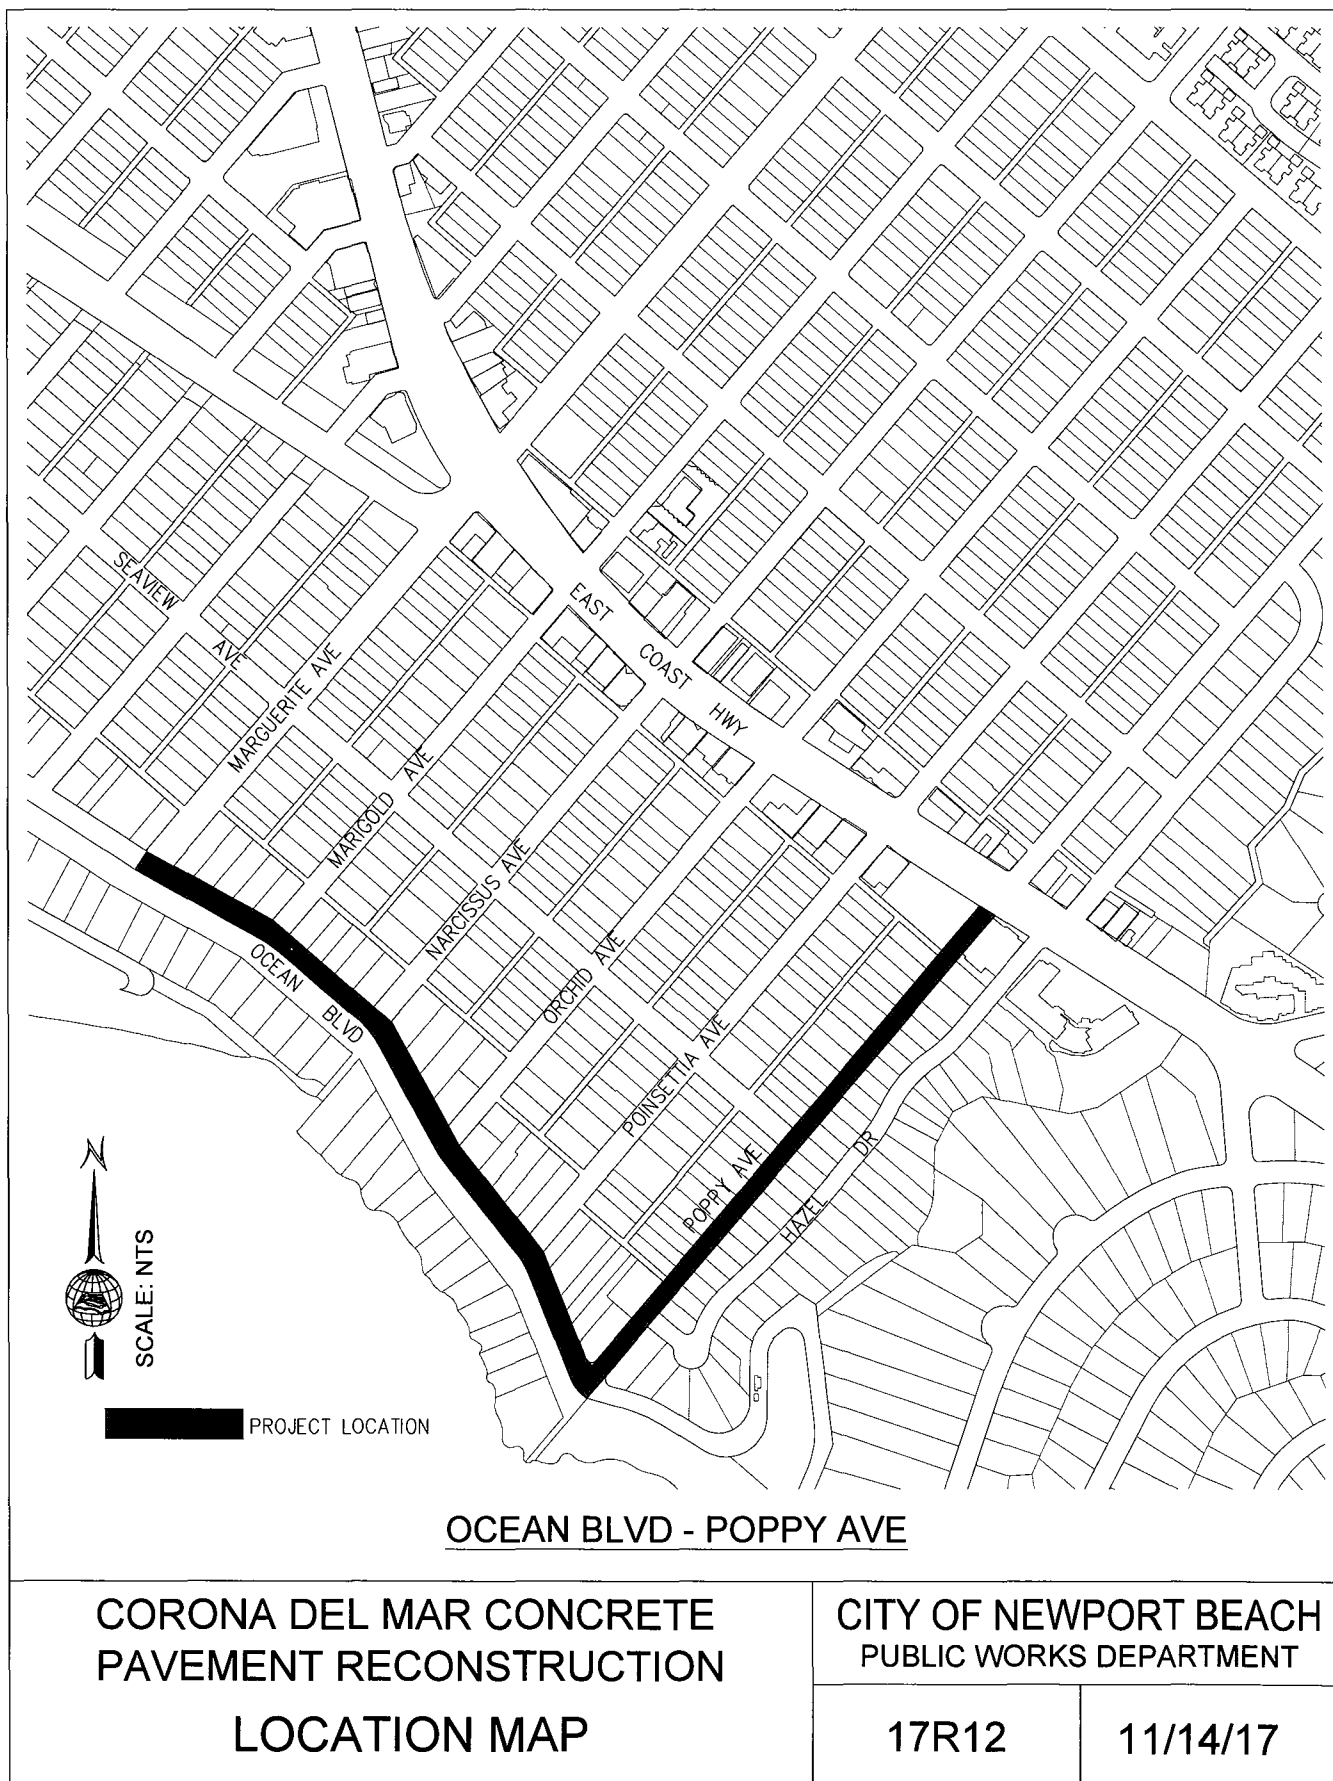 SEAVIEW
AVE
MARGUERITE AVE
MARIGOLD AVE
NARCISSUS AVE
ORCHID AVE
POINSETTIA AVE
POPPY AVE
HAZEL DR
EAST COAST HWY
OCEAN BLVD
N
SCALE: NTS
PROJECT LOCATION
OCEAN BLVD - POPPY AVE
CORONA DEL MAR CONCRETE
PAVEMENT RECONSTRUCTION
LOCATION MAP
CITY OF NEWPORT BEACH
PUBLIC WORKS DEPARTMENT
17R12
11/14/17